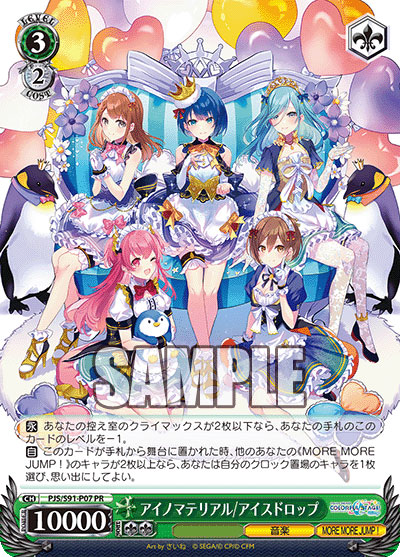 LEVEL
3
2
COST
SAMPLE
永 あなたの控え室のクライマックスが2枚以下なら、あなたの手札のこの
カードのレベルを-1。
自 このカードが手札から舞台に置かれた時、他のあなたの《MORE MORE
JUMP！》のキャラが2枚以上なら、あなたは自分のクロック置場のキャラを1枚
選び、思い出にしてよい。
CH PJS/S91-P07 PR
アイノマテリアル/アイスドロップ
COLORFUL STAGE
POWER 10000 SOUL
音楽 MORE MORE JUMP！
Art by ざいね © SEGA/© CP/© CFM